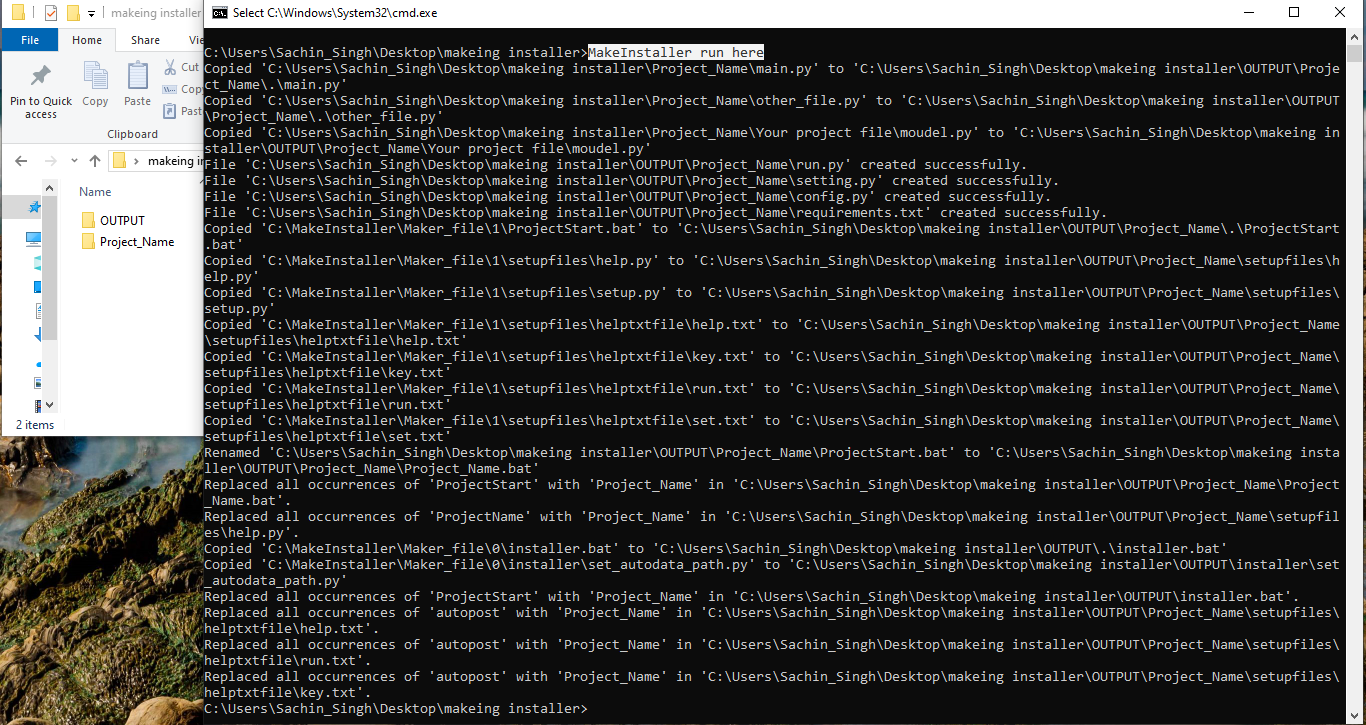 makeing installer
Select C:\Windows\System32\cmd.exe
File Home Share
Pin to Quick
access
Copy
Paste
Cut
Clipboard
makeing
Name
OUTPUT
Project_Name
2 items
C:\Users\Sachin_Singh\Desktop\makeing installer>MakeInstaller run here
Copied 'C:\Users\Sachin_Singh\Desktop\makeing installer\Project_Name\main.py' to 'C:\Users\Sachin_Singh\Desktop\makeing installer\OUTPUT\Proje
ct_Name\.\main.py'
Copied 'C:\Users\Sachin_Singh\Desktop\makeing installer\Project_Name\other_file.py' to 'C:\Users\Sachin_Singh\Desktop\makeing installer\OUTPUT
\Project_Name\.\other_file.py'
Copied 'C:\Users\Sachin_Singh\Desktop\makeing installer\Project_Name\Your project file\moudel.py' to 'C:\Users\Sachin_Singh\Desktop\makeing in
staller\OUTPUT\Project_Name\Your project file\moudel.py'
File 'C:\Users\Sachin_Singh\Desktop\makeing installer\OUTPUT\Project_Name\run.py' created successfully.
File 'C:\Users\Sachin_Singh\Desktop\makeing installer\OUTPUT\Project_Name\setting.py' created successfully.
File 'C:\Users\Sachin_Singh\Desktop\makeing installer\OUTPUT\Project_Name\config.py' created successfully.
File 'C:\Users\Sachin_Singh\Desktop\makeing installer\OUTPUT\Project_Name\requirements.txt' created successfully.
Copied 'C:\MakeInstaller\Maker_file\1\ProjectStart.bat' to 'C:\Users\Sachin_Singh\Desktop\makeing installer\OUTPUT\Project_Name\.\ProjectStart
.bat'
Copied 'C:\MakeInstaller\Maker_file\1\setupfiles\help.py' to 'C:\Users\Sachin_Singh\Desktop\makeing installer\OUTPUT\Project_Name\setupfiles\h
elp.py'
Copied 'C:\MakeInstaller\Maker_file\1\setupfiles\setup.py' to 'C:\Users\Sachin_Singh\Desktop\makeing installer\OUTPUT\Project_Name\setupfiles\
setup.py'
Copied 'C:\MakeInstaller\Maker_file\1\setupfiles\helptxtfile\help.txt' to 'C:\Users\Sachin_Singh\Desktop\makeing installer\OUTPUT\Project_Name
\setupfiles\helptxtfile\help.txt'
Copied 'C:\MakeInstaller\Maker_file\1\setupfiles\helptxtfile\key.txt' to 'C:\Users\Sachin_Singh\Desktop\makeing installer\OUTPUT\Project_Name\
setupfiles\helptxtfile\key.txt'
Copied 'C:\MakeInstaller\Maker_file\1\setupfiles\helptxtfile\run.txt' to 'C:\Users\Sachin_Singh\Desktop\makeing installer\OUTPUT\Project_Name\
setupfiles\helptxtfile\run.txt'
Copied 'C:\MakeInstaller\Maker_file\1\setupfiles\helptxtfile\set.txt' to 'C:\Users\Sachin_Singh\Desktop\makeing installer\OUTPUT\Project_Name\
setupfiles\helptxtfile\set.txt'
Renamed 'C:\Users\Sachin_Singh\Desktop\makeing installer\OUTPUT\Project_Name\ProjectStart.bat' to 'C:\Users\Sachin_Singh\Desktop\makeing insta
ller\OUTPUT\Project_Name\Project_Name.bat'
Replaced all occurrences of 'ProjectStart' with 'Project_Name' in 'C:\Users\Sachin_Singh\Desktop\makeing installer\OUTPUT\Project_Name\Project
_Name.bat'.
Replaced all occurrences of 'ProjectName' with 'Project_Name' in 'C:\Users\Sachin_Singh\Desktop\makeing installer\OUTPUT\Project_Name\setupfil
es\help.py'.
Copied 'C:\MakeInstaller\Maker_file\0\installer.bat' to 'C:\Users\Sachin_Singh\Desktop\makeing installer\OUTPUT\.\installer.bat'
Copied 'C:\MakeInstaller\Maker_file\0\installer\set_autodata_path.py' to 'C:\Users\Sachin_Singh\Desktop\makeing installer\OUTPUT\installer\set
_autodata_path.py'
Replaced all occurrences of 'ProjectStart' with 'Project_Name' in 'C:\Users\Sachin_Singh\Desktop\makeing installer\OUTPUT\installer.bat'.
Replaced all occurrences of 'autopost' with 'Project_Name' in 'C:\Users\Sachin_Singh\Desktop\makeing installer\OUTPUT\Project_Name\setupfiles\
helptxtfile\help.txt'.
Replaced all occurrences of 'autopost' with 'Project_Name' in 'C:\Users\Sachin_Singh\Desktop\makeing installer\OUTPUT\Project_Name\setupfiles\
helptxtfile\run.txt'.
Replaced all occurrences of 'autopost' with 'Project_Name' in 'C:\Users\Sachin_Singh\Desktop\makeing installer\OUTPUT\Project_Name\setupfiles\
helptxtfile\key.txt'.
C:\Users\Sachin_Singh\Desktop\makeing installer>